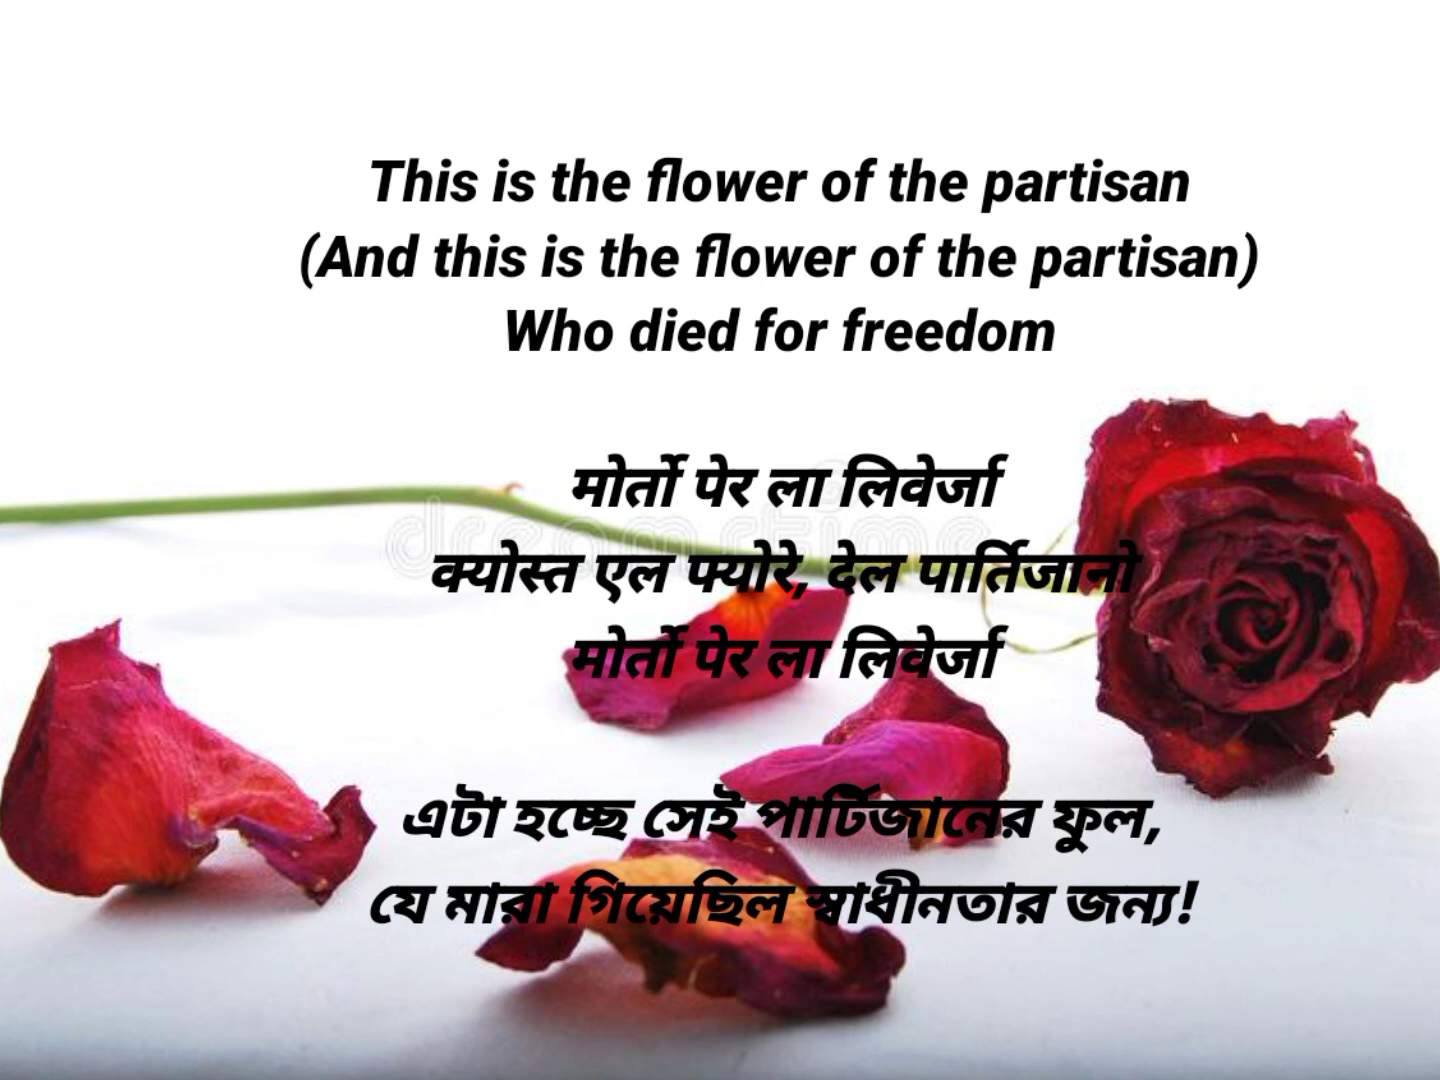 This is the flower of the partisan
(And this is the flower of the partisan)
Who died for freedom
मोर्तो पेर ला लिवेर्जा
dreamstime
क्योस्त एल फ्योरे, देल पार्तिजानो
मोर्तो पेर ला लिवेर्जा
এটা হচ্ছে সেই পার্টিজানের ফুল,
যে মারা গিয়েছিল স্বাধীনতার জন্য!